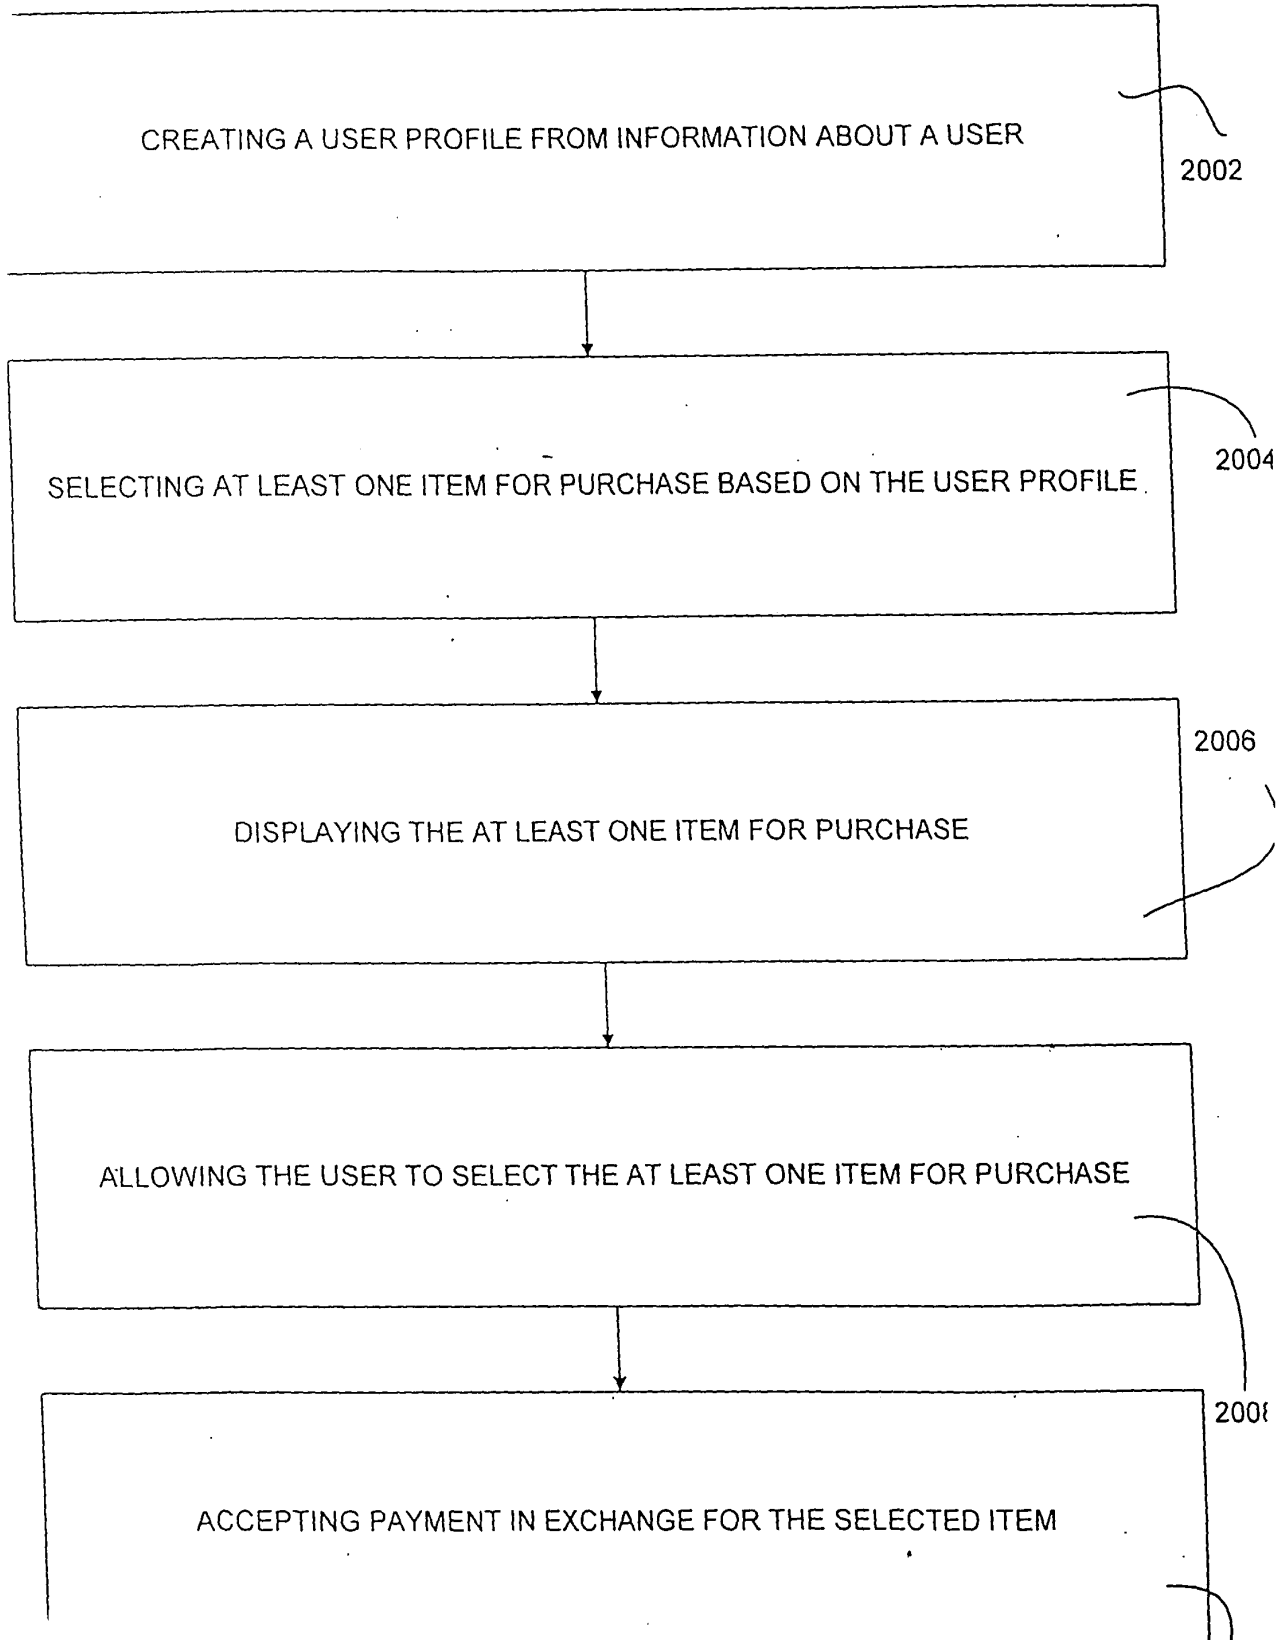 CREATING A USER PROFILE FROM INFORMATION ABOUT A USER
2002
2004
SELECTING AT LEAST ONE ITEM FOR PURCHASE BASED ON THE USER PROFILE
2006
DISPLAYING THE AT LEAST ONE ITEM FOR PURCHASE
ALLOWING THE USER TO SELECT THE AT LEAST ONE ITEM FOR PURCHASE
ACCEPTING PAYMENT IN EXCHANGE FOR THE SELECTED ITEM